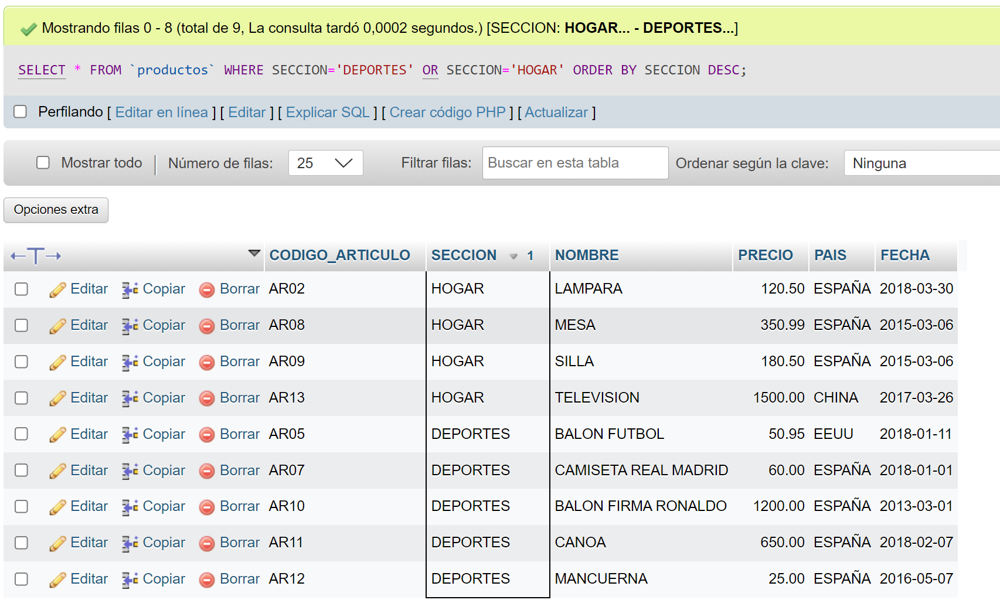 Mostrando filas 0 - 8 (total de 9, La consulta tardó 0,0002 segundos.) [SECCION: HOGAR... - DEPORTES...]
SELECT * FROM `productos` WHERE SECCION='DEPORTES' OR SECCION='HOGAR' ORDER BY SECCION DESC;
Perfilando [ Editar en línea ] [ Editar ] [ Explicar SQL ] [ Crear código PHP ] [ Actualizar ]
Mostrar todo Número de filas: 25 Filtrar filas: Buscar en esta tabla Ordenar según la clave: Ninguna
Opciones extra
CODIGO_ARTICULO SECCION 1 NOMBRE PRECIO PAIS FECHA
Editar Copiar Borrar AR02 HOGAR LAMPARA 120.50 ESPAÑA 2018-03-30
Editar Copiar Borrar AR08 HOGAR MESA 350.99 ESPAÑA 2015-03-06
Editar Copiar Borrar AR09 HOGAR SILLA 180.50 ESPAÑA 2015-03-06
Editar Copiar Borrar AR13 HOGAR TELEVISION 1500.00 CHINA 2017-03-26
Editar Copiar Borrar AR05 DEPORTES BALON FUTBOL 50.95 EEUU 2018-01-11
Editar Copiar Borrar AR07 DEPORTES CAMISETA REAL MADRID 60.00 ESPAÑA 2018-01-01
Editar Copiar Borrar AR10 DEPORTES BALON FIRMA RONALDO 1200.00 ESPAÑA 2013-03-01
Editar Copiar Borrar AR11 DEPORTES CANOA 650.00 ESPAÑA 2018-02-07
Editar Copiar Borrar AR12 DEPORTES MANCUERNA 25.00 ESPAÑA 2016-05-07